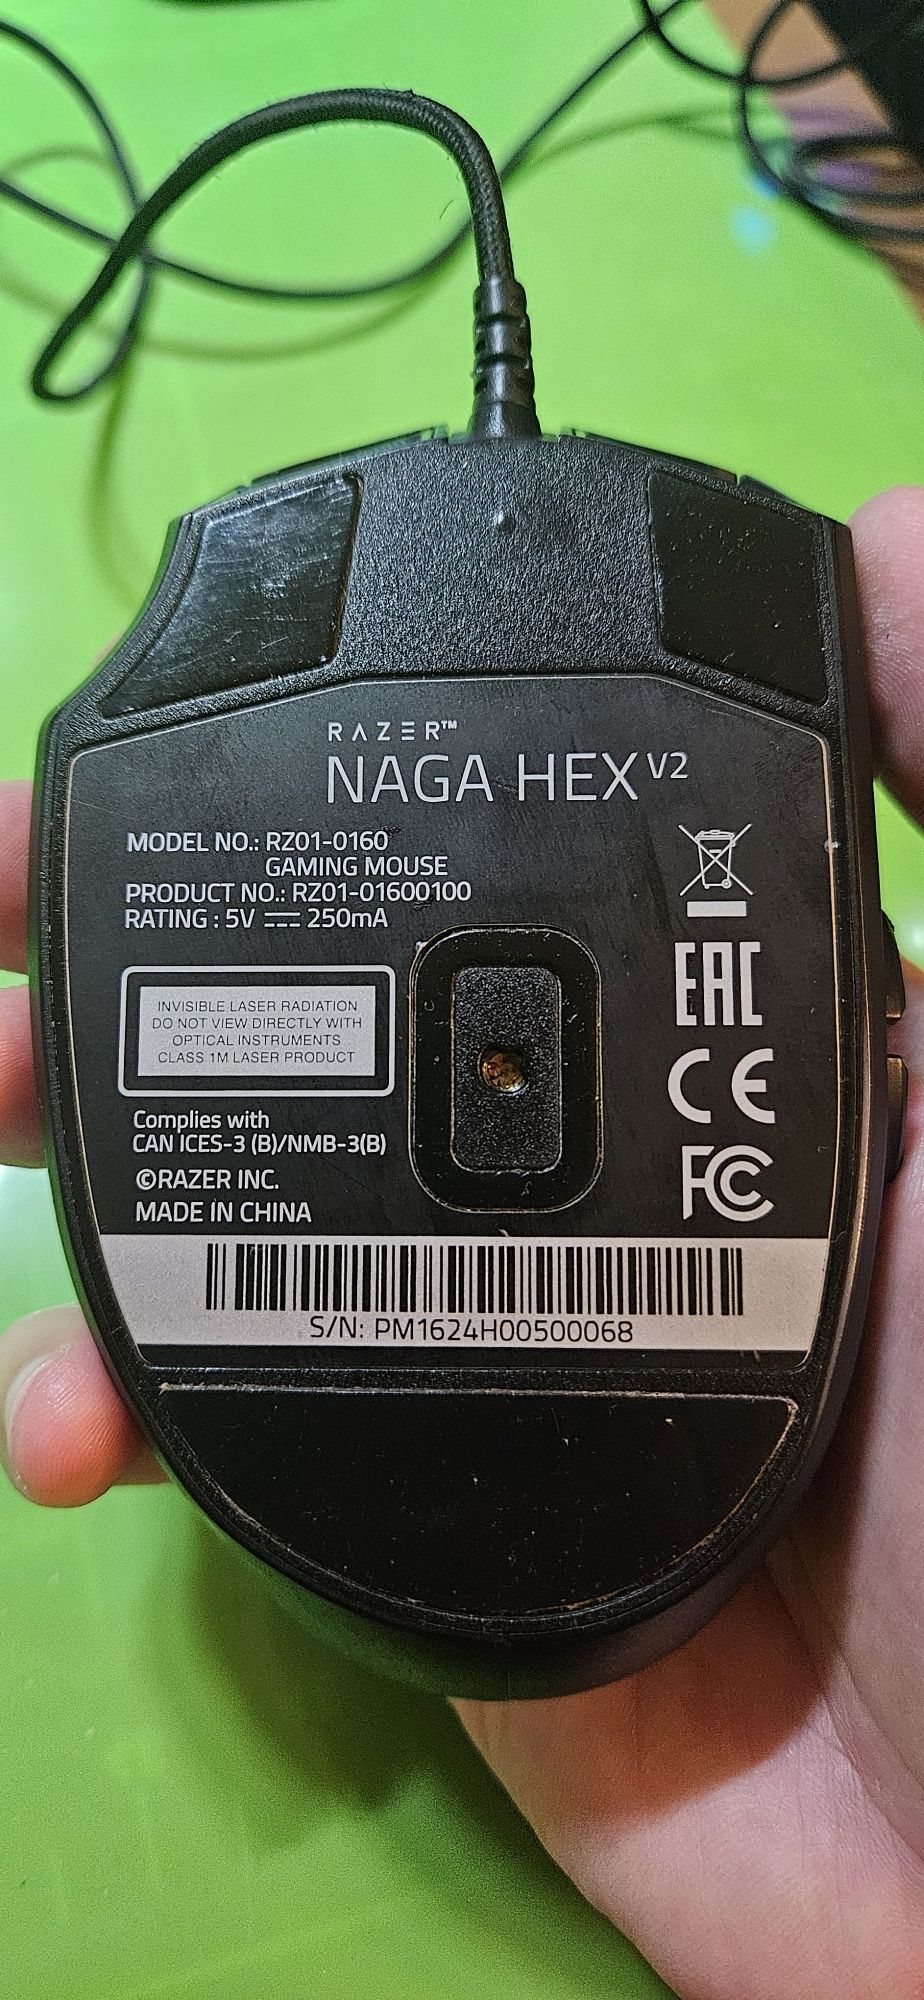 RAZER™
NAGA HEX V2
MODEL NO.: RZ01-0160
GAMING MOUSE
PRODUCT NO.: RZ01-01600100
RATING : 5V ⎓ 250mA
INVISIBLE LASER RADIATION
DO NOT VIEW DIRECTLY WITH
OPTICAL INSTRUMENTS
CLASS 1M LASER PRODUCT
Complies with
CAN ICES-3 (B)/NMB-3(B)
©RAZER INC.
MADE IN CHINA
EAC
CE
FC
S/N: PM1624H00500068